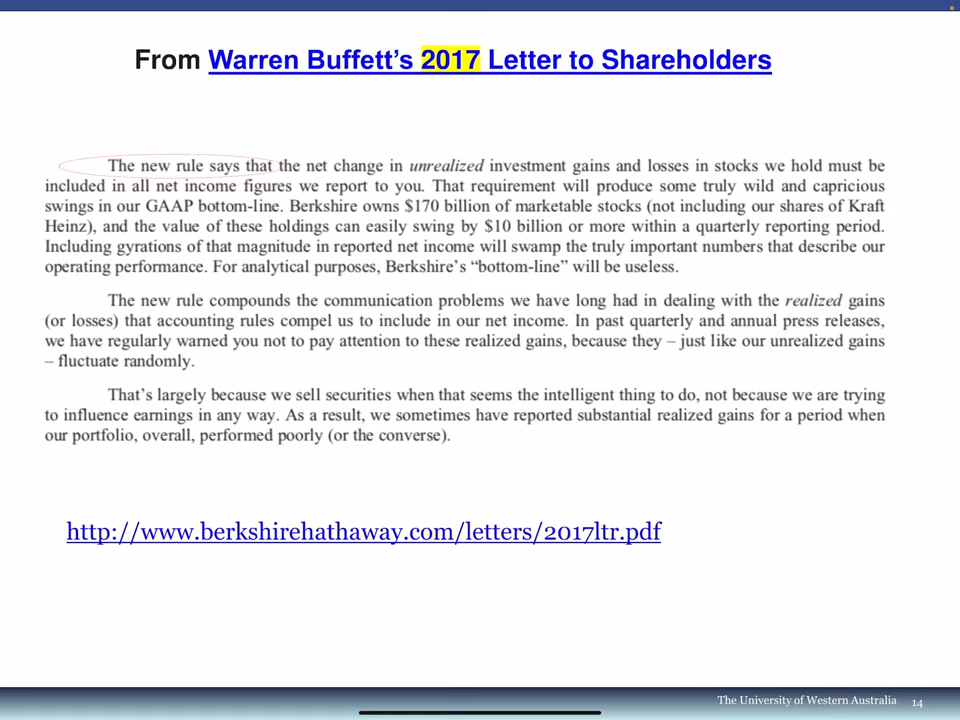 From Warren Buffett’s 2017 Letter to Shareholders
The new rule says that the net change in unrealized investment gains and losses in stocks we hold must be
included in all net income figures we report to you. That requirement will produce some truly wild and capricious
swings in our GAAP bottom-line. Berkshire owns $170 billion of marketable stocks (not including our shares of Kraft
Heinz), and the value of these holdings can easily swing by $10 billion or more within a quarterly reporting period.
Including gyrations of that magnitude in reported net income will swamp the truly important numbers that describe our
operating performance. For analytical purposes, Berkshire’s “bottom-line” will be useless.
The new rule compounds the communication problems we have long had in dealing with the realized gains
(or losses) that accounting rules compel us to include in our net income. In past quarterly and annual press releases,
we have regularly warned you not to pay attention to these realized gains, because they – just like our unrealized gains
– fluctuate randomly.
That’s largely because we sell securities when that seems the intelligent thing to do, not because we are trying
to influence earnings in any way. As a result, we sometimes have reported substantial realized gains for a period when
our portfolio, overall, performed poorly (or the converse).
http://www.berkshirehathaway.com/letters/2017ltr.pdf
The University of Western Australia 14